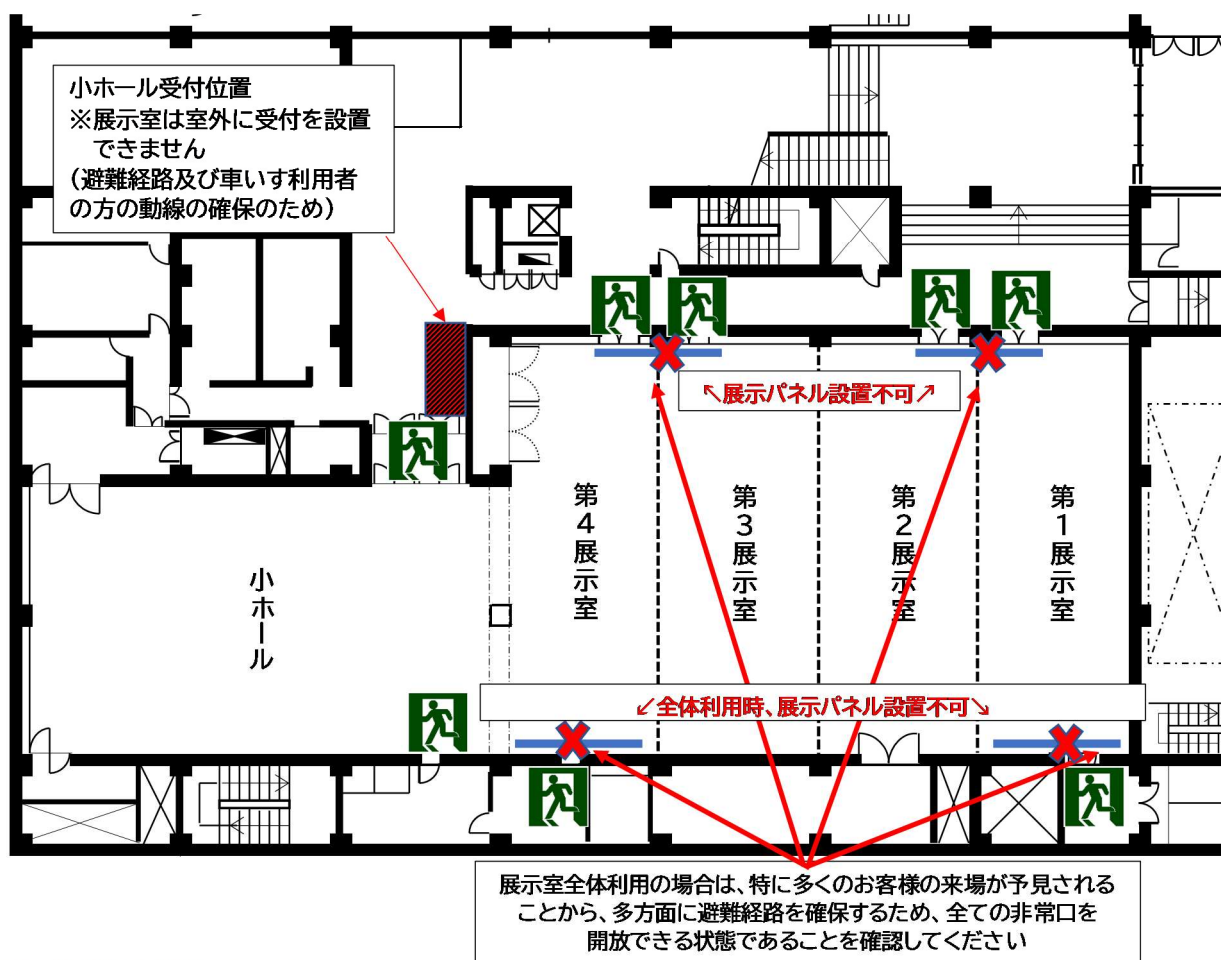 小ホール受付位置
※展示室は室外に受付を設置
できません
(避難経路及び車いす利用者
の方の動線の確保のため)
↖展示パネル設置不可↗
第4展示室
第3展示室
第2展示室
第1展示室
小ホール
↙全体利用時、展示パネル設置不可↘
展示室全体利用の場合は、特に多くのお客様の来場が予見される
ことから、多方面に避難経路を確保するため、全ての非常口を
開放できる状態であることを確認してください